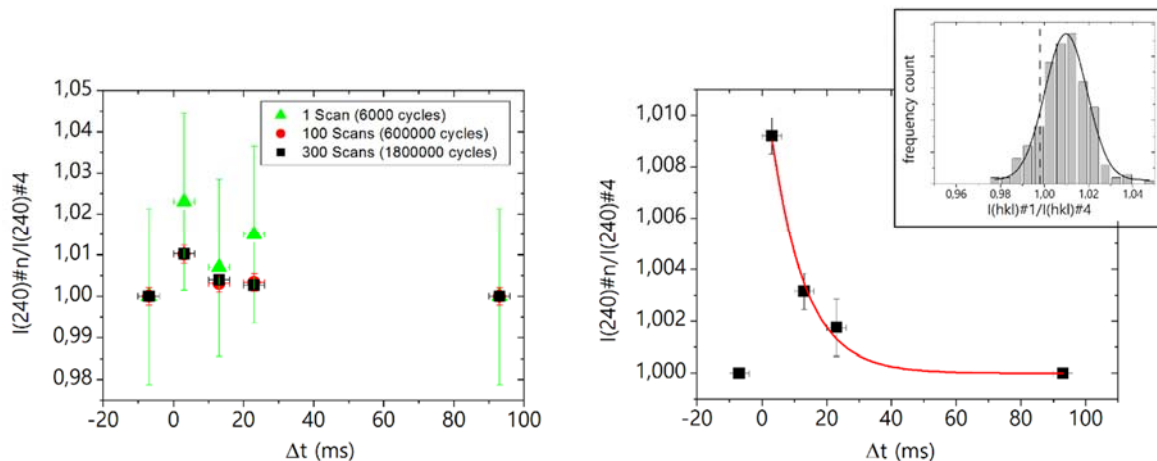 I(240)#n/I(240)#4
1,05
1,04
1,03
1,02
1,01
1,00
0,99
0,98
1 Scan (6000 cycles)
100 Scans (600000 cycles)
300 Scans (1800000 cycles)
-20 0 20 40 60 80 100
Δt (ms)
I(240)#n/I(240)#4
1,010
1,008
1,006
1,004
1,002
1,000
-20 0 20 40 60 80 100
Δt (ms)
frequency count
0,96 0,98 1,00 1,02 1,04
I(hkl)#1/I(hkl)#4